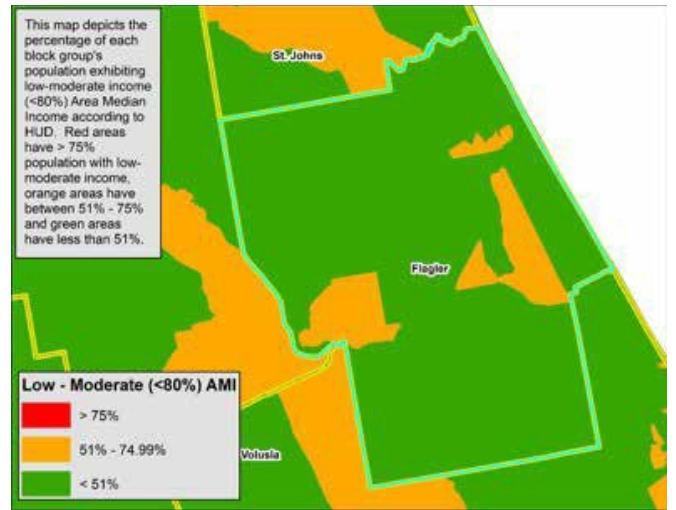 This map depicts the
percentage of each
block group's
population exhibiting
low-moderate income
(<80%) Area Median
Income according to
HUD. Red areas
have > 75%
population with low-
moderate income,
orange areas have
between 51% - 75%
and green areas
have less than 51%.
St. Johns
Flagler
Low - Moderate (<80%) AMI
> 75%
51% - 74.99%
< 51%
Volusia